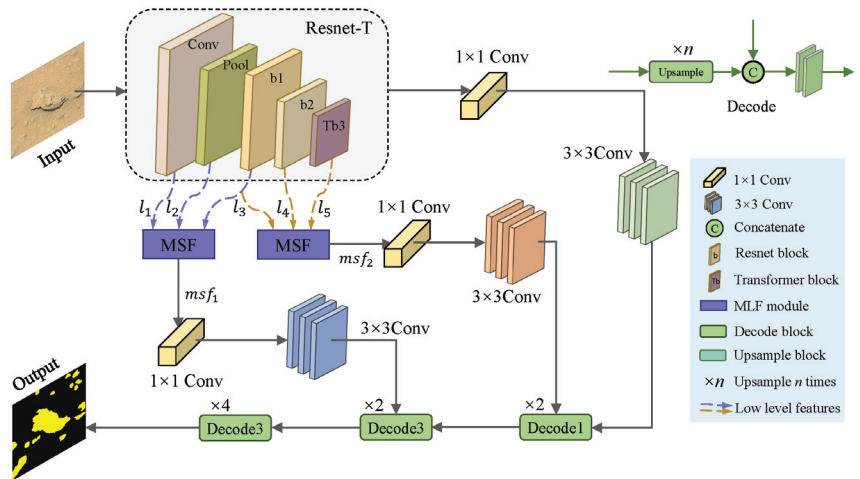 Resnet-T
Conv
Pool
b1
b2
Tb3
Input
1×1 Conv
×n
Upsample
C
Decode
3×3Conv
l1
l2
l3
l4
l5
MSF
MSF
msf2
1×1 Conv
3×3Conv
msf1
1×1 Conv
3×3Conv
Output
×4
Decode3
×2
Decode3
×2
Decode1
1×1 Conv
3×3 Conv
C Concatenate
b Resnet block
Tb Transformer block
MLF module
Decode block
Upsample block
×n Upsample n times
Low level features